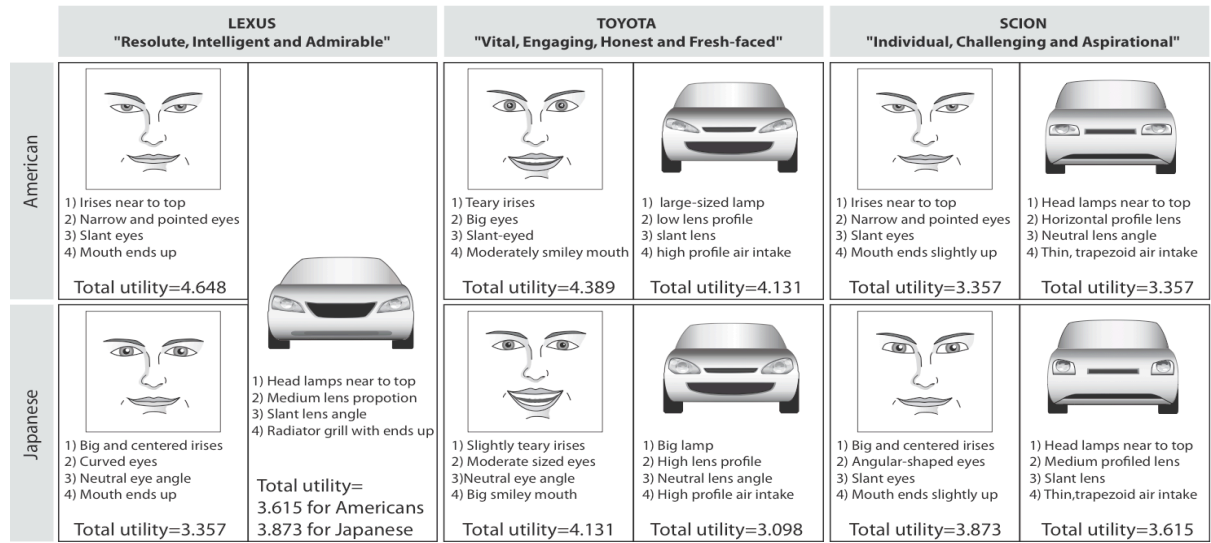 LEXUS
"Resolute, Intelligent and Admirable"
TOYOTA
"Vital, Engaging, Honest and Fresh-faced"
SCION
"Individual, Challenging and Aspirational"
American
1) Irises near to top
2) Narrow and pointed eyes
3) Slant eyes
4) Mouth ends up
Total utility=4.648
1) Teary irises
2) Big eyes
3) Slant-eyed
4) Moderately smiley mouth
Total utility=4.389
1) large-sized lamp
2) low lens profile
3) slant lens
4) high profile air intake
Total utility=4.131
1) Irises near to top
2) Narrow and pointed eyes
3) Slant eyes
4) Mouth ends slightly up
Total utility=3.357
1) Head lamps near to top
2) Horizontal profile lens
3) Neutral lens angle
4) Thin, trapezoid air intake
Total utility=3.357
Japanese
1) Big and centered irises
2) Curved eyes
3) Neutral eye angle
4) Mouth ends up
Total utility=3.357
1) Head lamps near to top
2) Medium lens propotion
3) Slant lens angle
4) Radiator grill with ends up
Total utility=
3.615 for Americans
3.873 for Japanese
1) Slightly teary irises
2) Moderate sized eyes
3)Neutral eye angle
4) Big smiley mouth
Total utility=4.131
1) Big lamp
2) High lens profile
3) Neutral lens angle
4) High profile air intake
Total utility=3.098
1) Big and centered irises
2) Angular-shaped eyes
3) Slant eyes
4) Mouth ends slightly up
Total utility=3.873
1) Head lamps near to top
2) Medium profiled lens
3) Slant lens
4) Thin,trapezoid air intake
Total utility=3.615